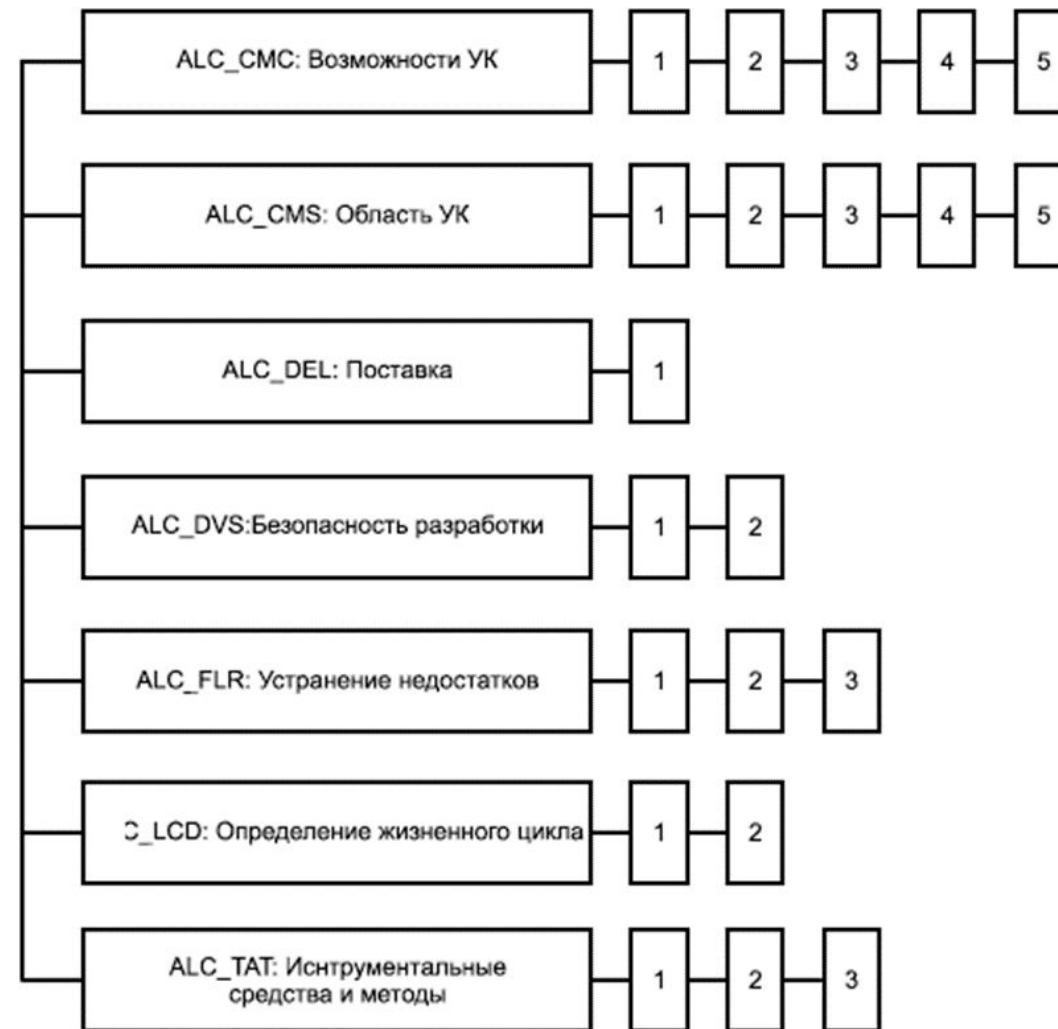 ALC_CMC: Возможности УК 1 2 3 4 5
ALC_CMS: Область УК 1 2 3 4 5
ALC_DEL: Поставка 1
ALC_DVS:Безопасность разработки 1 2
ALC_FLR: Устранение недостатков 1 2 3
C_LCD: Определение жизненного цикла 1 2
ALC_TAT: Иснтрументальные
средства и методы 1 2 3